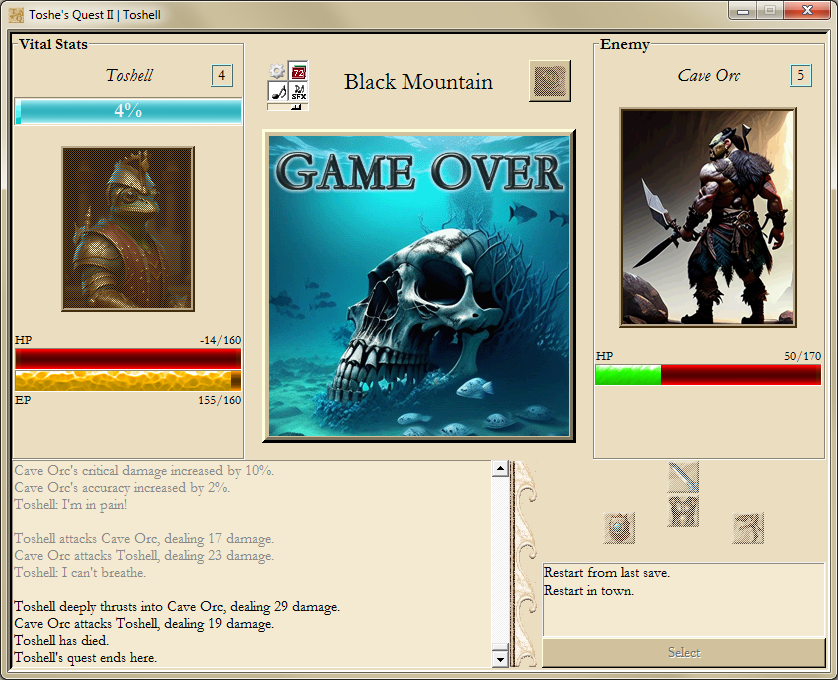 Toshe's Quest II | Toshell
Vital Stats
Toshell
4
4%
HP
-14/160
EP
155/160
72
SFX
Black Mountain
GAME OVER
Enemy
Cave Orc
5
HP
50/170
Cave Orc's critical damage increased by 10%.
Cave Orc's accuracy increased by 2%.
Toshell: I'm in pain!
Toshell attacks Cave Orc, dealing 17 damage.
Cave Orc attacks Toshell, dealing 23 damage.
Toshell: I can't breathe.
Toshell deeply thrusts into Cave Orc, dealing 29 damage.
Cave Orc attacks Toshell, dealing 19 damage.
Toshell has died.
Toshell's quest ends here.
Restart from last save.
Restart in town.
Select